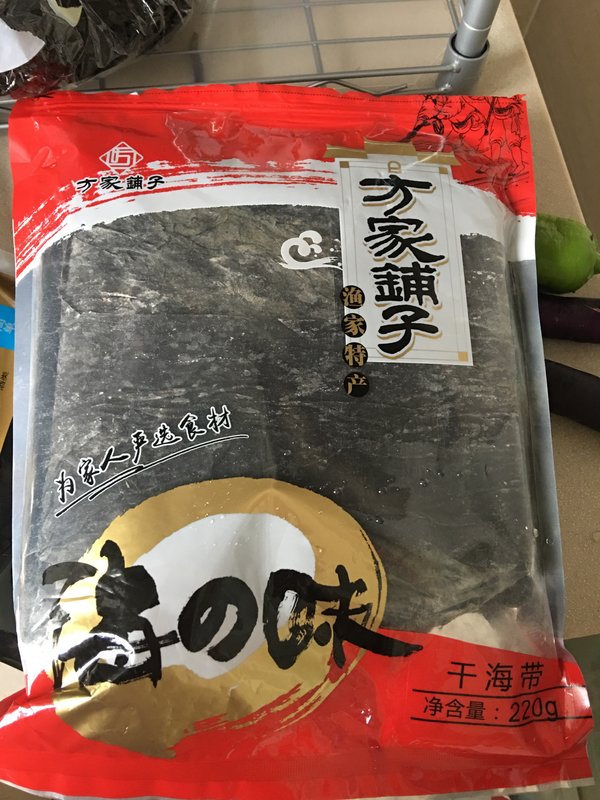 方家鋪子
方家鋪子
渔家特产
为家人严选食材
海の味
干海带
净含量：220g